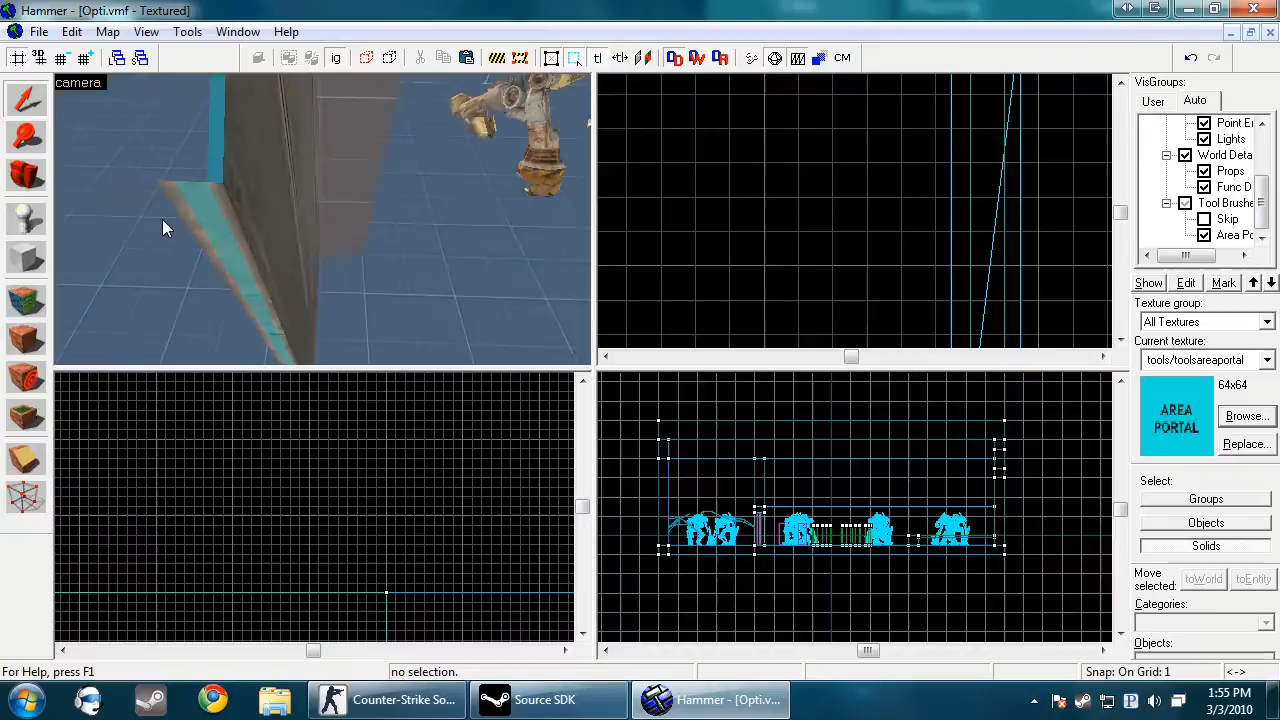 Hammer - [Opti.vmf - Textured]
File Edit Map View Tools Window Help
3D
ig
tl
CM
camera
VisGroups:
User Auto
Point Er
Lights
World Deta
Props
Func
Tool Brushe
Skip
Area Po
Show Edit Mark
Texture group:
All Textures
Current texture:
tools/toolsareaportal
64x64
AREA
PORTAL
Browse...
Replace...
Select:
Groups
Objects
Solids
Move
selected:
toWorld toEntity
Categories:
Objects:
For Help, press F1
no selection.
Snap: On Grid: 1
<->
Counter-Strike So...
Source SDK
Hammer - [Opti.v...
1:55 PM
3/3/2010